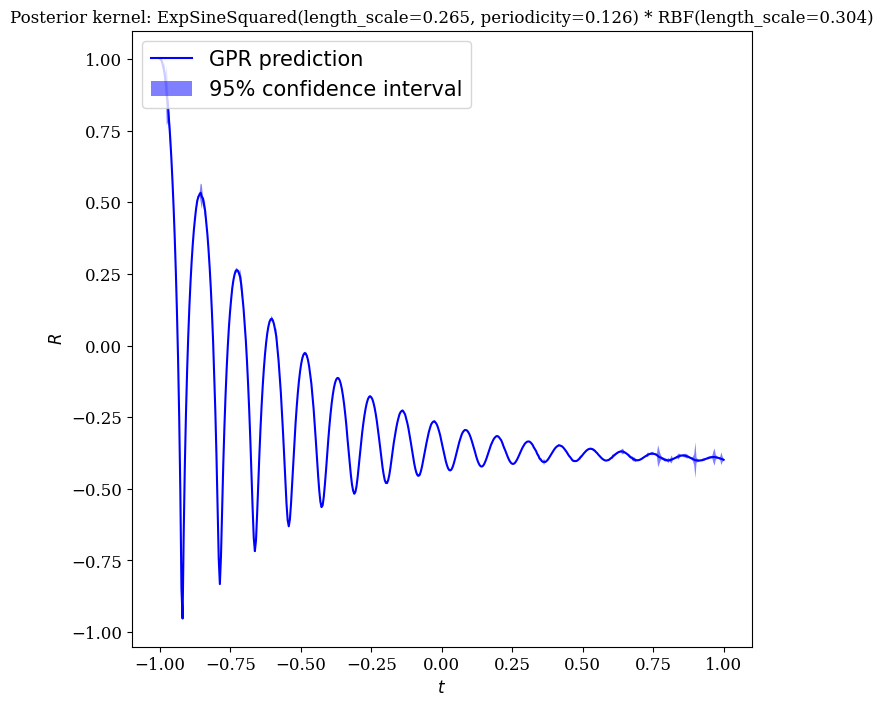 Posterior kernel: ExpSineSquared(length_scale=0.265, periodicity=0.126) * RBF(length_scale=0.304)
GPR prediction
95% confidence interval
1.00
0.75
0.50
0.25
0.00
−0.25
−0.50
−0.75
−1.00
R
−1.00 −0.75 −0.50 −0.25 0.00 0.25 0.50 0.75 1.00
t